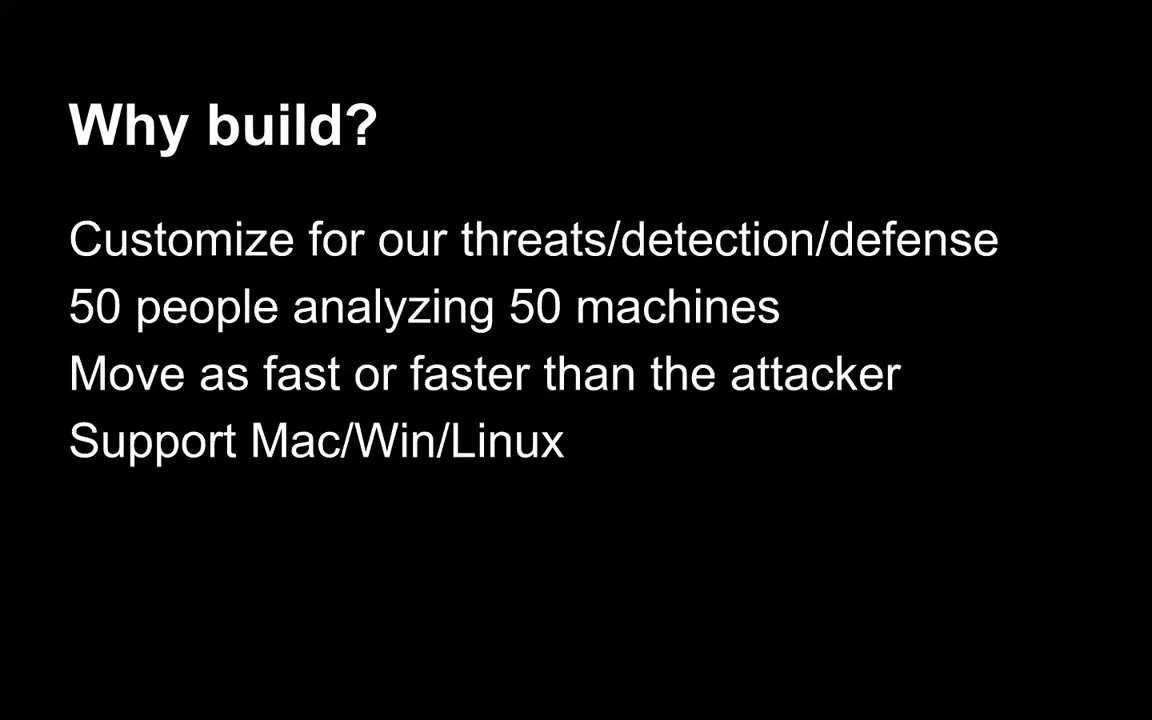 Why build?
Customize for our threats/detection/defense
50 people analyzing 50 machines
Move as fast or faster than the attacker
Support Mac/Win/Linux